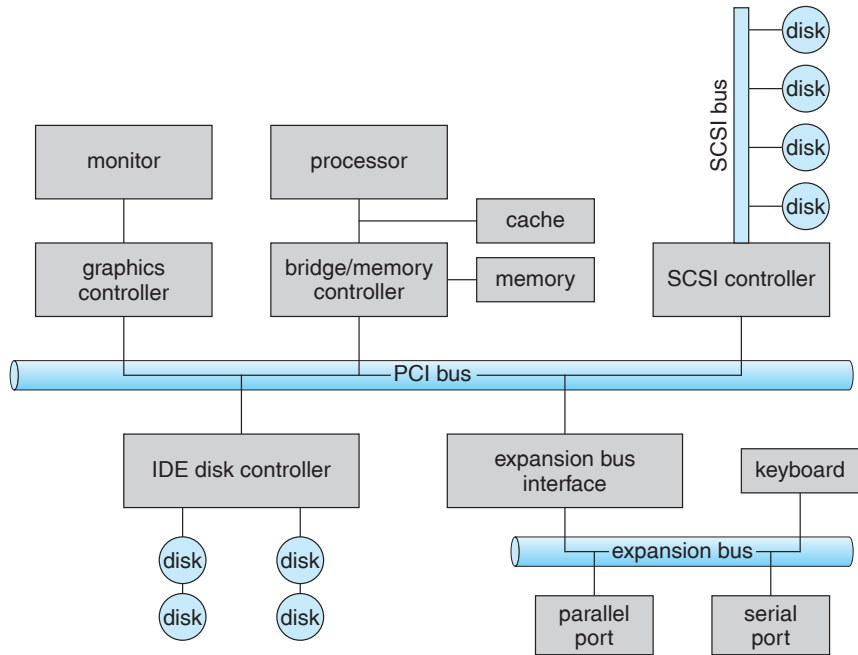 disk
disk
disk
disk
SCSI bus
monitor
processor
cache
graphics
controller
bridge/memory
controller
memory
SCSI controller
PCI bus
IDE disk controller
expansion bus
interface
keyboard
disk
disk
disk
disk
expansion bus
parallel
port
serial
port